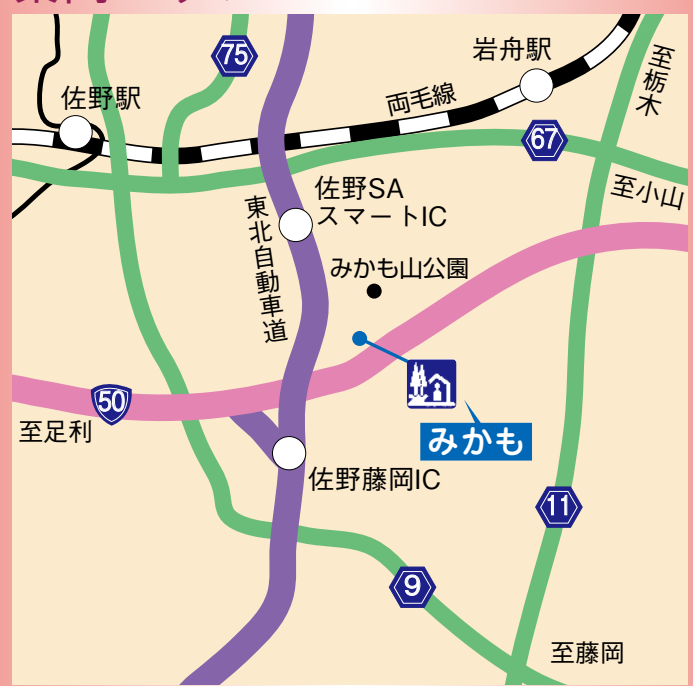 75
岩舟駅
至栃木
佐野駅
両毛線
67
至小山
佐野SA
スマートIC
東北自動車道
みかも山公園
50
至足利
みかも
佐野藤岡IC
11
9
至藤岡